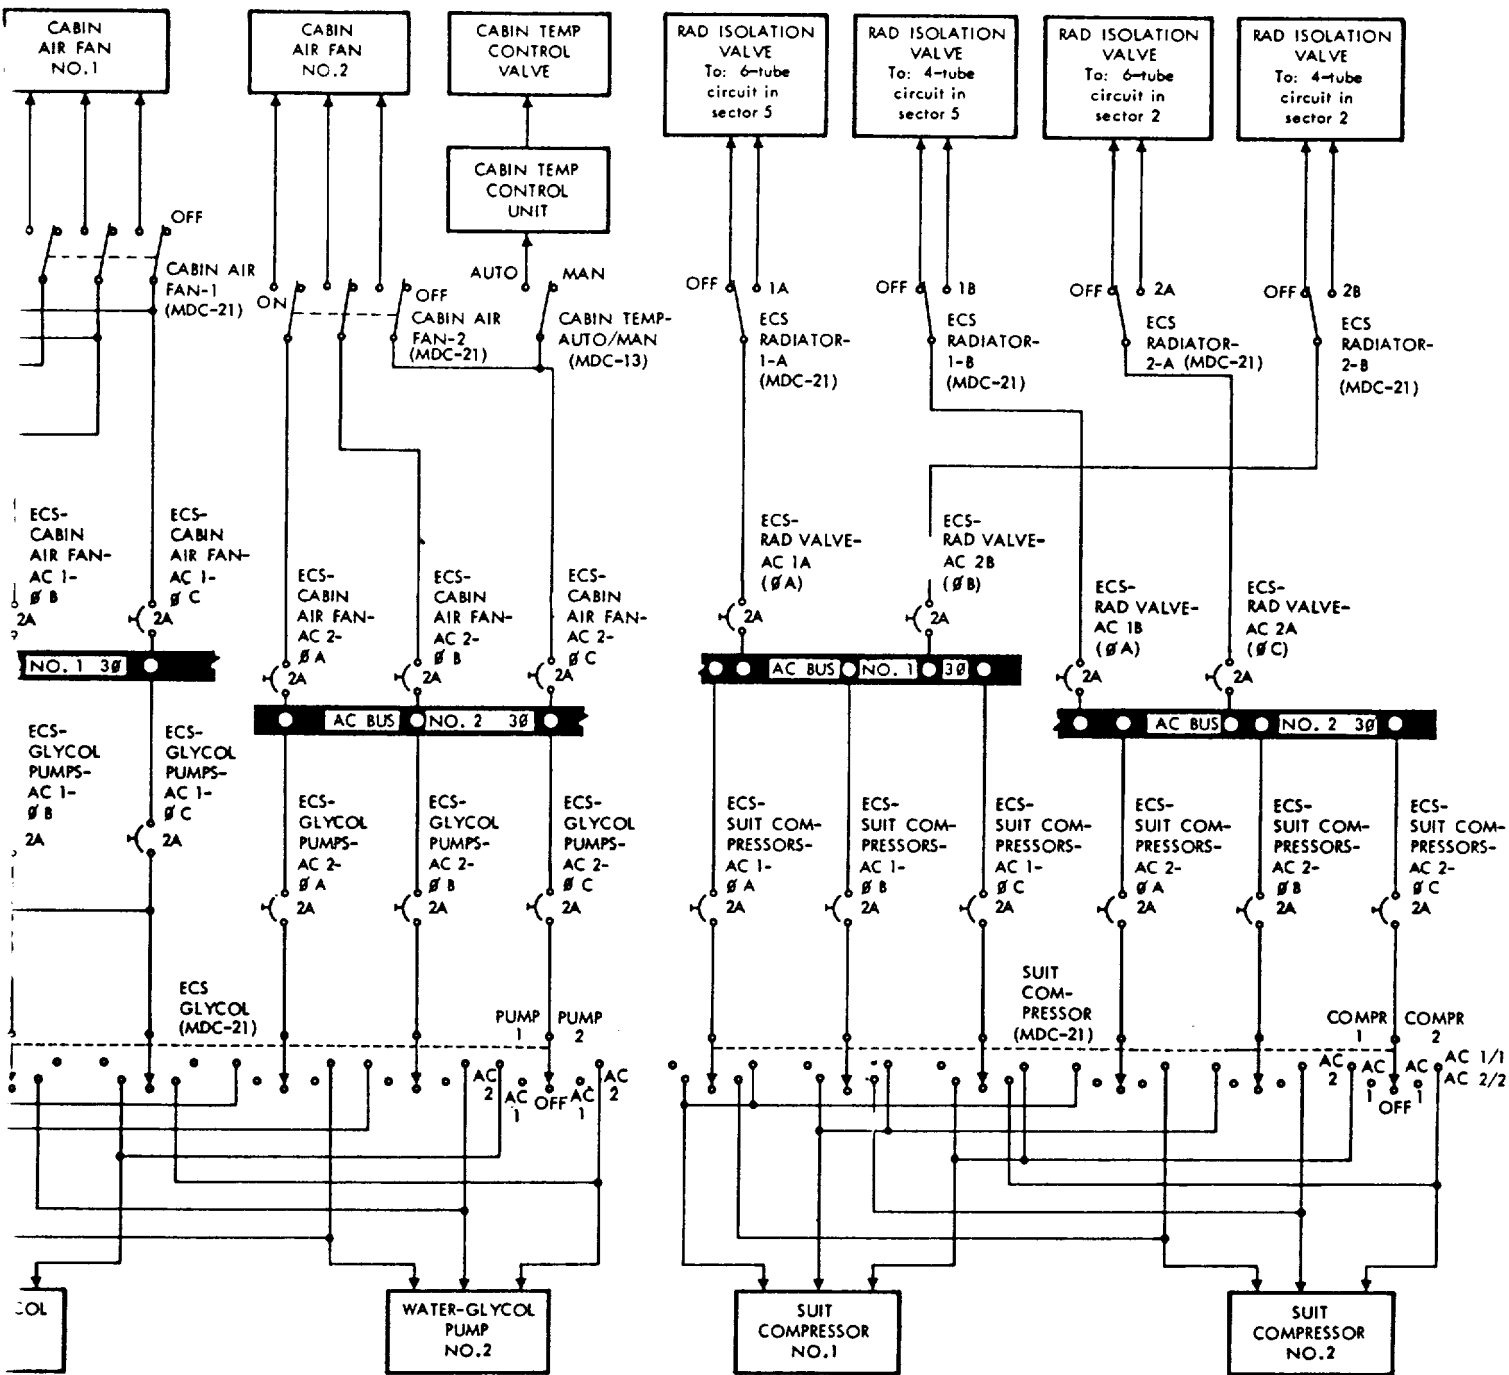 CABIN
AIR FAN
NO.1
CABIN
AIR FAN
NO.2
CABIN TEMP
CONTROL
VALVE
RAD ISOLATION
VALVE
To: 6-tube
circuit in
sector 5
RAD ISOLATION
VALVE
To: 4-tube
circuit in
sector 5
RAD ISOLATION
VALVE
To: 6-tube
circuit in
sector 2
RAD ISOLATION
VALVE
To: 4-tube
circuit in
sector 2
CABIN TEMP
CONTROL
UNIT
OFF
CABIN AIR
FAN-1
(MDC-21)
ON
OFF
CABIN AIR
FAN-2
(MDC-21)
AUTO
MAN
CABIN TEMP-
AUTO/MAN
(MDC-13)
OFF
1A
ECS
RADIATOR-
1-A
(MDC-21)
OFF
1B
ECS
RADIATOR-
1-B
(MDC-21)
OFF
2A
ECS
RADIATOR-
2-A (MDC-21)
OFF
2B
ECS
RADIATOR-
2-B
(MDC-21)
ECS-
CABIN
AIR FAN-
AC 1-
Ø B
2A
ECS-
CABIN
AIR FAN-
AC 1-
Ø C
2A
ECS-
CABIN
AIR FAN-
AC 2-
Ø A
2A
ECS-
CABIN
AIR FAN-
AC 2-
Ø B
2A
ECS-
CABIN
AIR FAN-
AC 2-
Ø C
2A
ECS-
RAD VALVE-
AC 1A
(Ø A)
2A
ECS-
RAD VALVE-
AC 2B
(Ø B)
2A
ECS-
RAD VALVE-
AC 1B
(Ø A)
2A
ECS-
RAD VALVE-
AC 2A
(Ø C)
2A
NO.1 3Ø
AC BUS NO. 2 3Ø
AC BUS NO. 1 3Ø
AC BUS NO. 2 3Ø
ECS-
GLYCOL
PUMPS-
AC 1-
Ø B
2A
ECS-
GLYCOL
PUMPS-
AC 1-
Ø C
2A
ECS-
GLYCOL
PUMPS-
AC 2-
Ø A
2A
ECS-
GLYCOL
PUMPS-
AC 2-
Ø B
2A
ECS-
GLYCOL
PUMPS-
AC 2-
Ø C
2A
ECS-
SUIT COM-
PRESSORS-
AC 1-
Ø A
2A
ECS-
SUIT COM-
PRESSORS-
AC 1-
Ø B
2A
ECS-
SUIT COM-
PRESSORS-
AC 1-
Ø C
2A
ECS-
SUIT COM-
PRESSORS-
AC 2-
Ø A
2A
ECS-
SUIT COM-
PRESSORS-
AC 2-
Ø B
2A
ECS-
SUIT COM-
PRESSORS-
AC 2-
Ø C
2A
ECS
GLYCOL
(MDC-21)
PUMP
1
PUMP
2
AC
2
AC
1
OFF
AC
1
AC
2
SUIT
COM-
PRESSOR
(MDC-21)
COMPR
1
COMPR
2
AC
2
AC
1
OFF
AC
1
AC 1/1
AC 2/2
COL
WATER-GLYCOL
PUMP
NO.2
SUIT
COMPRESSOR
NO.1
SUIT
COMPRESSOR
NO.2